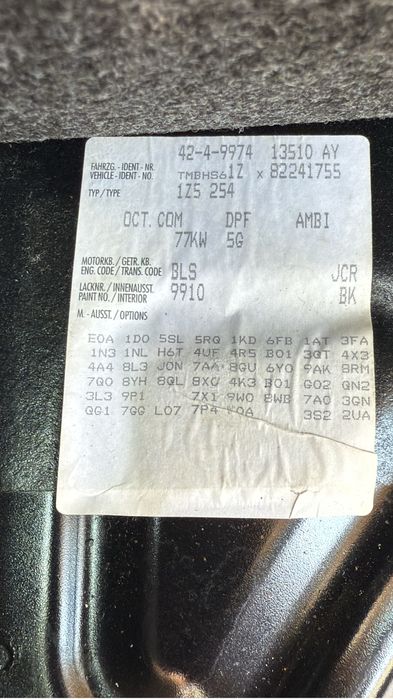 42-4-9974 13510 AY
FAHRZG.-IDENT-NR.
VEHICLE-IDENT-NO. TMBHS61Z x 82241755
TYP/TYPE 1Z5 254
OCT. COM DPF AMBI
77KW 5G
MOTORKB./GETR.KB.
ENG. CODE/TRANS. CODE BLS JCR
LACKNR./INNENAUSST. 9910
PAINT NO./INTERIOR BK
M.-AUSST./OPTIONS
E0A 1D0 5SL 5RQ 1KD 6FB 1AT 3FA
1N3 1NL H6T 4UF 4R5 B01 3QT 4X3
4A4 8L3 J0N 7AA 8GU 6Y0 9AK 8RM
7Q0 8YH 8QL 8X0 4K3 B01 G02 QN2
3L3 9P1 7X1 9W0 8WB 7A0 3GN
QG1 7GG L07 7P4 3S2 2UA